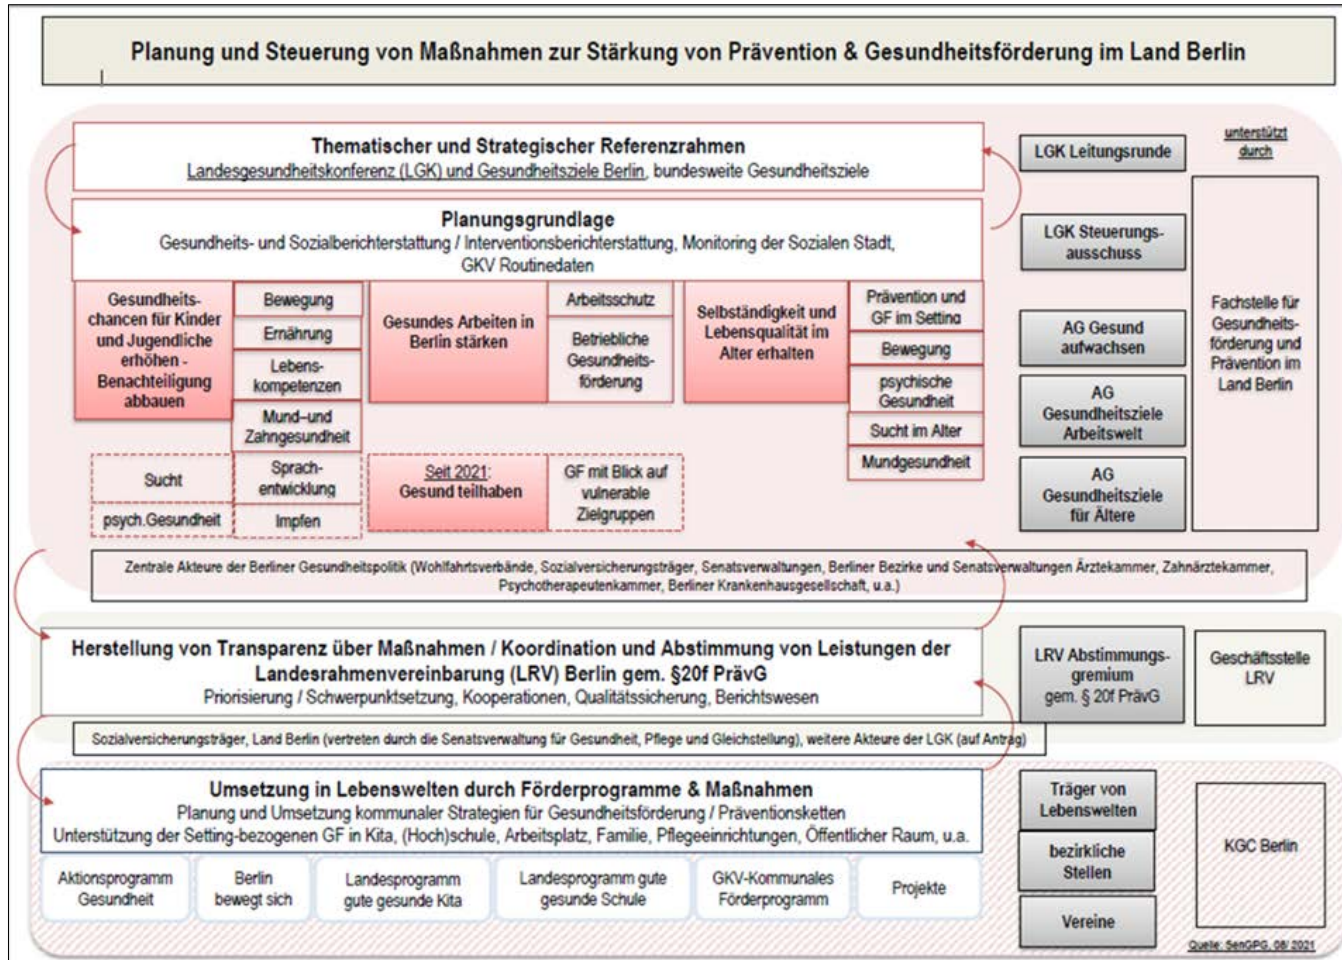 Planung und Steuerung von Maßnahmen zur Stärkung von Prävention & Gesundheitsförderung im Land Berlin
Thematischer und Strategischer Referenzrahmen
Landesgesundheitskonferenz (LGK) und Gesundheitsziele Berlin, bundesweite Gesundheitsziele
LGK Leitungsrunde
unterstützt
durch
Planungsgrundlage
Gesundheits- und Sozialberichterstattung / Interventionsberichterstattung, Monitoring der Sozialen Stadt,
GKV Routinedaten
LGK Steuerungs-
ausschuss
Gesundheits-
chancen für Kinder
und Jugendliche
erhöhen -
Benachteiligung
abbauen
Bewegung
Ernährung
Lebens-
kompetenzen
Mund–und
Zahngesundheit
Sucht
Sprach-
entwicklung
psych.Gesundheit
Impfen
Gesundes Arbeiten in
Berlin stärken
Arbeitsschutz
Betriebliche
Gesundheits-
förderung
Seit 2021:
Gesund teilhaben
GF mit Blick auf
vulnerable
Zielgruppen
Selbständigkeit und
Lebensqualität im
Alter erhalten
Prävention und
GF im Setting
Bewegung
psychische
Gesundheit
Sucht im Alter
Mundgesundheit
AG Gesund
aufwachsen
AG
Gesundheitsziele
Arbeitswelt
AG
Gesundheitsziele
für Ältere
Fachstelle für
Gesundheits-
förderung und
Prävention im
Land Berlin
Zentrale Akteure der Berliner Gesundheitspolitik (Wohlfahrtsverbände, Sozialversicherungsträger, Senatsverwaltungen, Berliner Bezirke und Senatsverwaltungen Ärztekammer, Zahnärztekammer,
Psychotherapeutenkammer, Berliner Krankenhausgesellschaft, u.a.)
Herstellung von Transparenz über Maßnahmen / Koordination und Abstimmung von Leistungen der
Landesrahmenvereinbarung (LRV) Berlin gem. §20f PrävG
Priorisierung / Schwerpunktsetzung, Kooperationen, Qualitätssicherung, Berichtswesen
LRV Abstimmungs-
gremium
gem. § 20f PrävG
Geschäftsstelle
LRV
Sozialversicherungsträger, Land Berlin (vertreten durch die Senatsverwaltung für Gesundheit, Pflege und Gleichstellung), weitere Akteure der LGK (auf Antrag)
Umsetzung in Lebenswelten durch Förderprogramme & Maßnahmen
Planung und Umsetzung kommunaler Strategien für Gesundheitsförderung / Präventionsketten
Unterstützung der Setting-bezogenen GF in Kita, (Hoch)schule, Arbeitsplatz, Familie, Pflegeeinrichtungen, Öffentlicher Raum, u.a.
Aktionsprogramm
Gesundheit
Berlin
bewegt sich
Landesprogramm
gute gesunde Kita
Landesprogramm gute
gesunde Schule
GKV-Kommunales
Förderprogramm
Projekte
Träger von
Lebenswelten
bezirkliche
Stellen
Vereine
KGC Berlin
Quelle: SenGPG, 08/ 2021